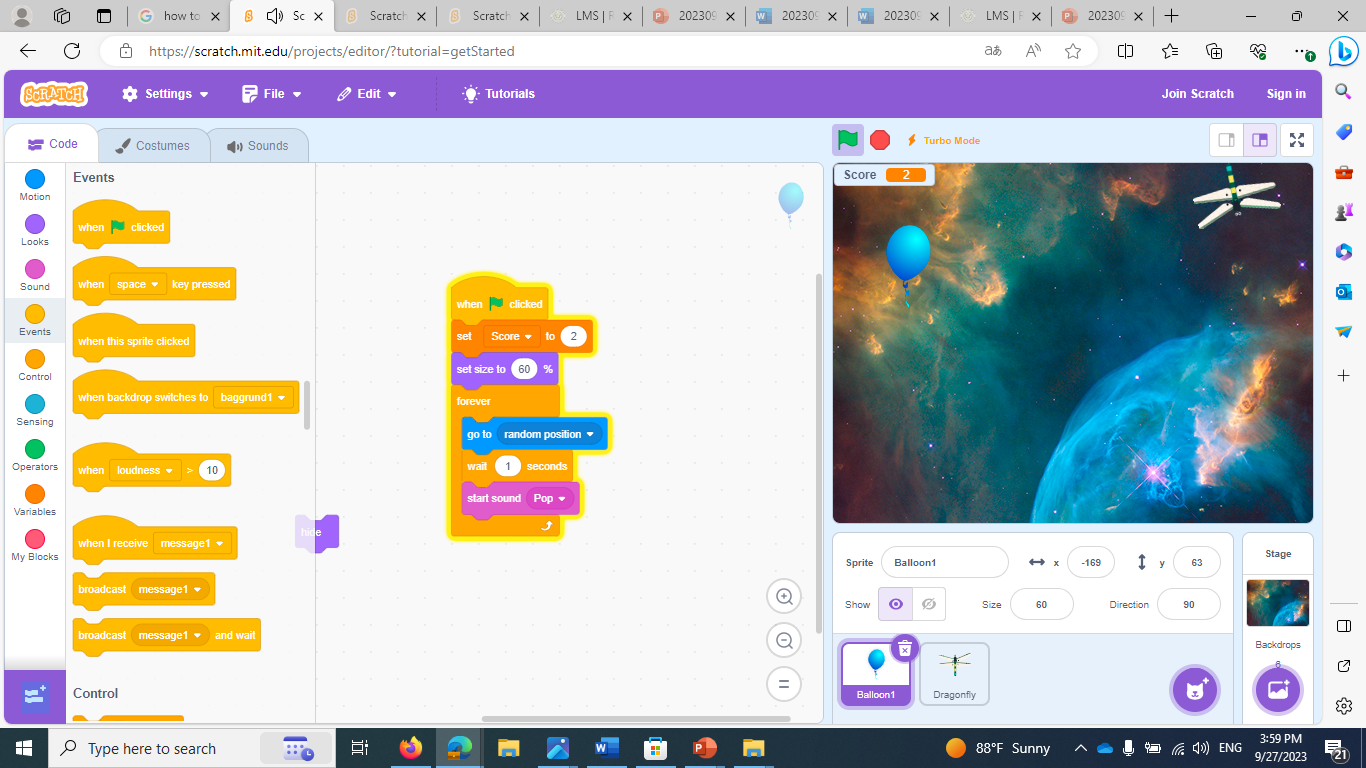 how to
Sc
Scratch
Scratch
LMS | F
202309
202309
202309
LMS | F
202309
https://scratch.mit.edu/projects/editor/?tutorial=getStarted
SCRATCH
Settings
File
Edit
Tutorials
Join Scratch
Sign in
Code
Costumes
Sounds
Turbo Mode
Motion
Looks
Sound
Events
Control
Sensing
Operators
Variables
My Blocks
Events
when clicked
when space key pressed
when this sprite clicked
when backdrop switches to baggrund1
when loudness > 10
when I receive message1
broadcast message1
broadcast message1 and wait
Control
hide
when clicked
set Score to 2
set size to 60 %
forever
go to random position
wait 1 seconds
start sound Pop
Score 2
Sprite Balloon1 x -169 y 63
Show Size 60 Direction 90
Balloon1
Dragonfly
Stage
Backdrops
6
Type here to search
88°F Sunny
ENG
3:59 PM
9/27/2023
21